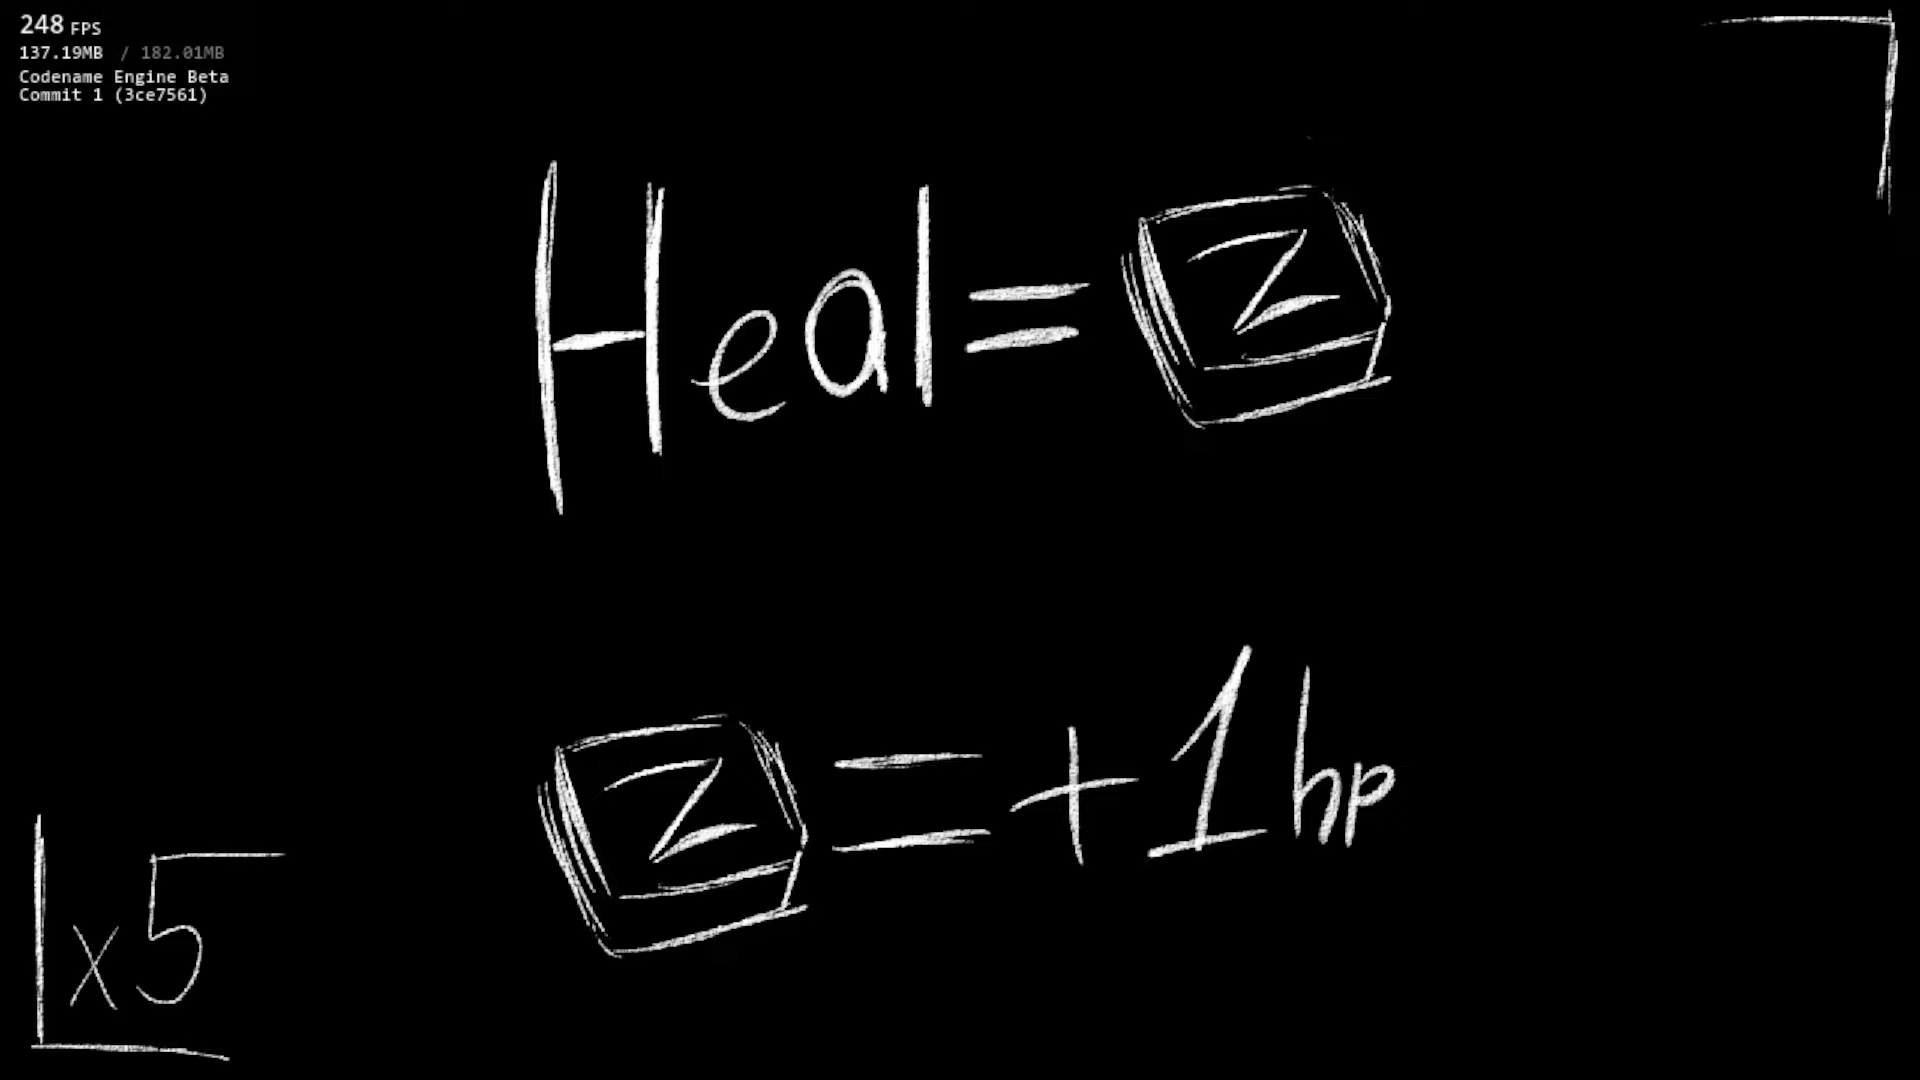 248 FPS
137.19MB / 182.01MB
Codename Engine Beta
Commit 1 (3ce7561)
Heal = Z
Z = +1hp
x5